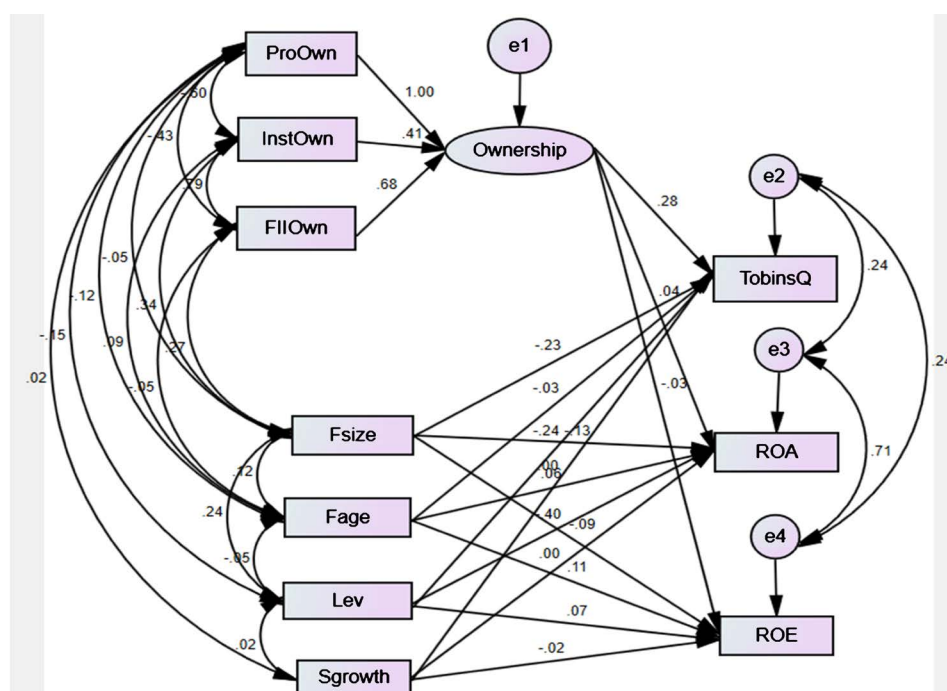 ProOwn
e1
-.60
1.00
InstOwn
.41
Ownership
-.43
e2
.79
.68
.28
FIIOwn
.24
-.05
TobinsQ
.04
-.12
.34
e3
-.15
.09
.27
-.23
.24
.02
-.05
-.03
-.03
Fsize
-.24
-.13
ROA
.71
.12
.00
.06
.24
Fage
-.40
-.09
e4
-.05
.00
.11
Lev
.07
ROE
.02
-.02
Sgrowth